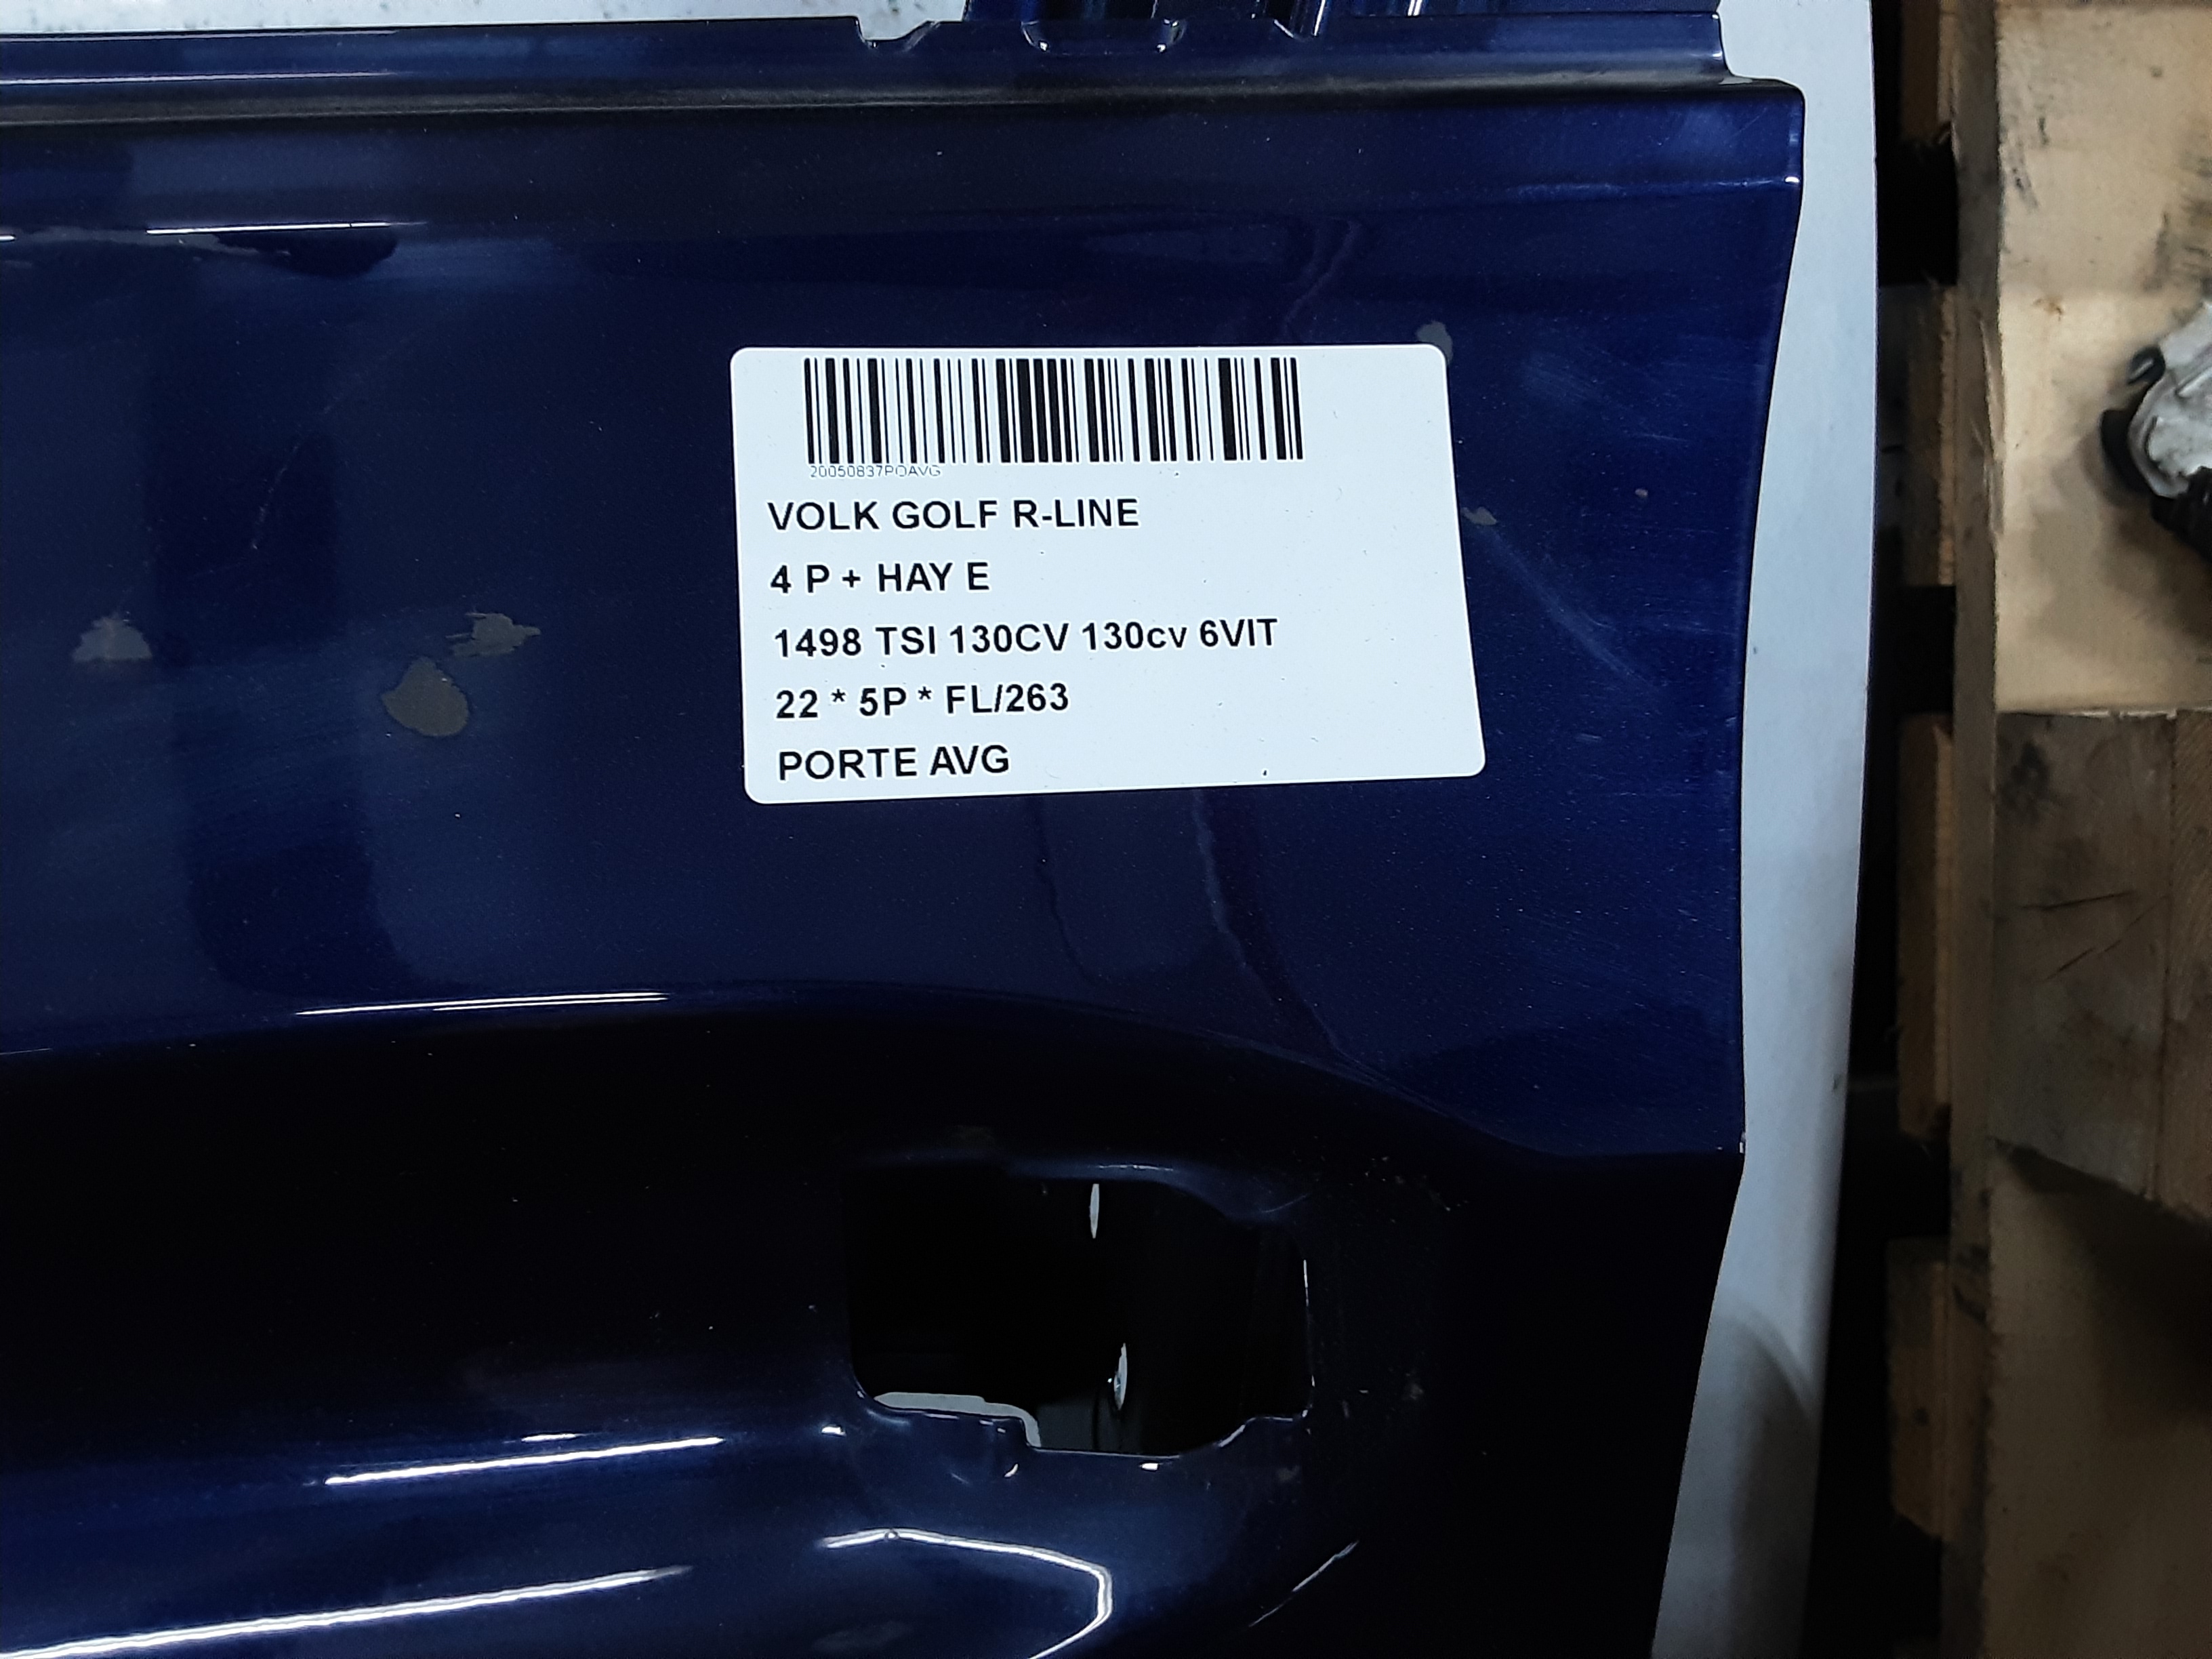 20050837POAVG
VOLK GOLF R-LINE
4 P + HAY E
1498 TSI 130CV 130cv 6VIT
22 * 5P * FL/263
PORTE AVG